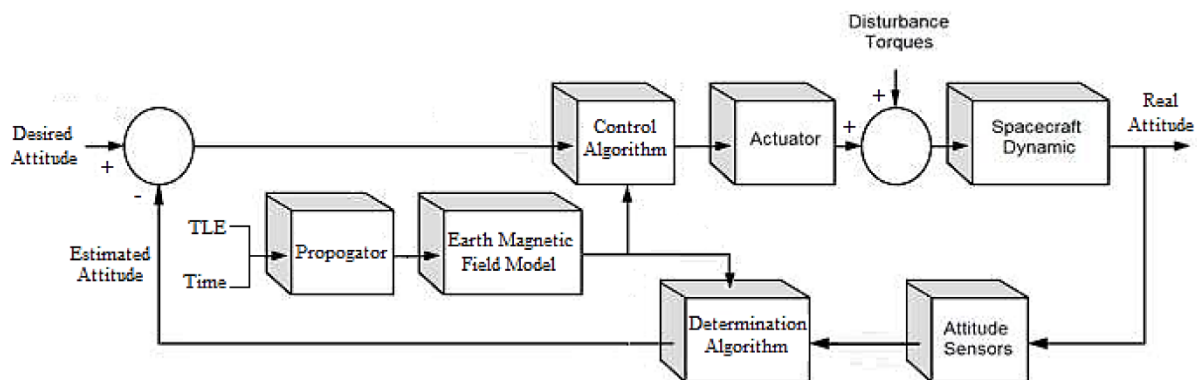 Disturbance
Torques
+
Desired
Attitude
+
-
Control
Algorithm
Actuator
+
Spacecraft
Dynamic
Real
Attitude
TLE
Time
Propogator
Earth Magnetic
Field Model
Estimated
Attitude
Determination
Algorithm
Attitude
Sensors